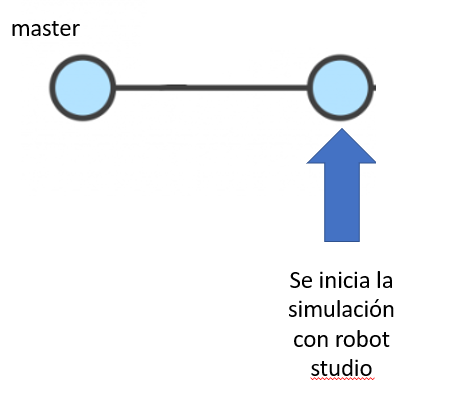 master
Se inicia la
simulación
con robot
studio